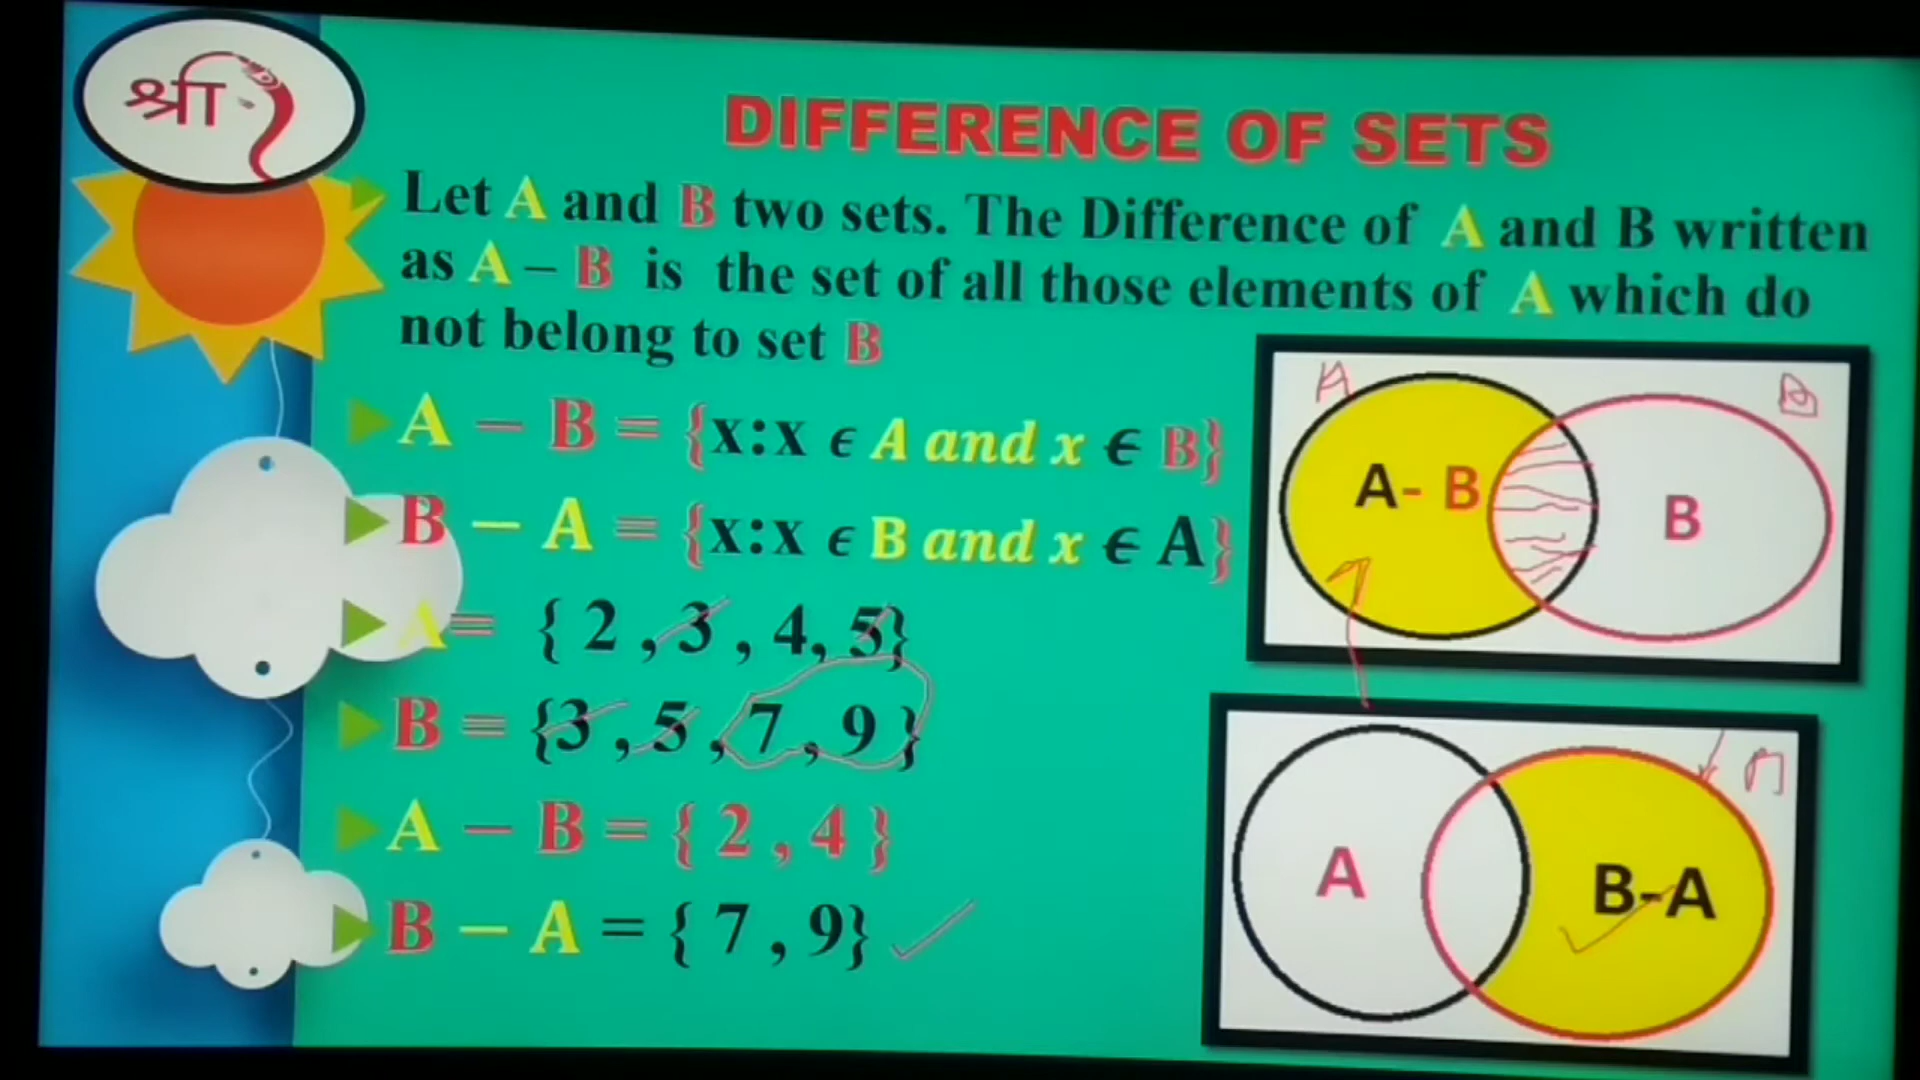 श्री
DIFFERENCE OF SETS
Let A and B two sets. The Difference of A and B written
as A – B is the set of all those elements of A which do
not belong to set B
A – B = {x:x ϵ A and x ϵ B}
B – A = {x:x ϵ B and x ϵ A}
A = { 2 , 3 , 4, 5}
B = {3 , 5 , 7 , 9 }
A – B = { 2 , 4 }
B – A = { 7 , 9}
A
B
A- B
B
A
B-A